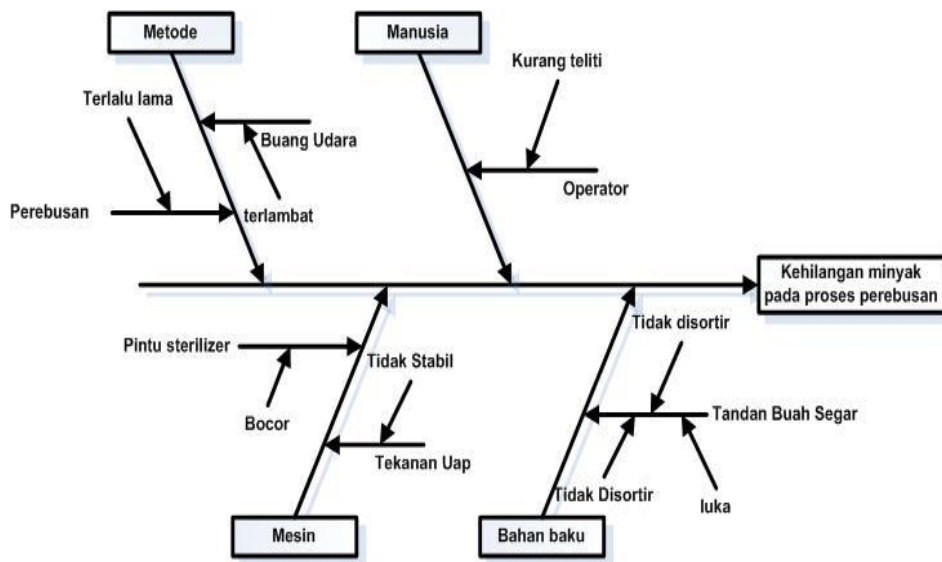 Metode
Manusia
Kurang teliti
Terlalu lama
Buang Udara
Operator
Perebusan
terlambat
Kehilangan minyak
pada proses perebusan
Tidak disortir
Pintu sterilizer
Tidak Stabil
Bocor
Tandan Buah Segar
Tekanan Uap
Tidak Disortir
luka
Mesin
Bahan baku